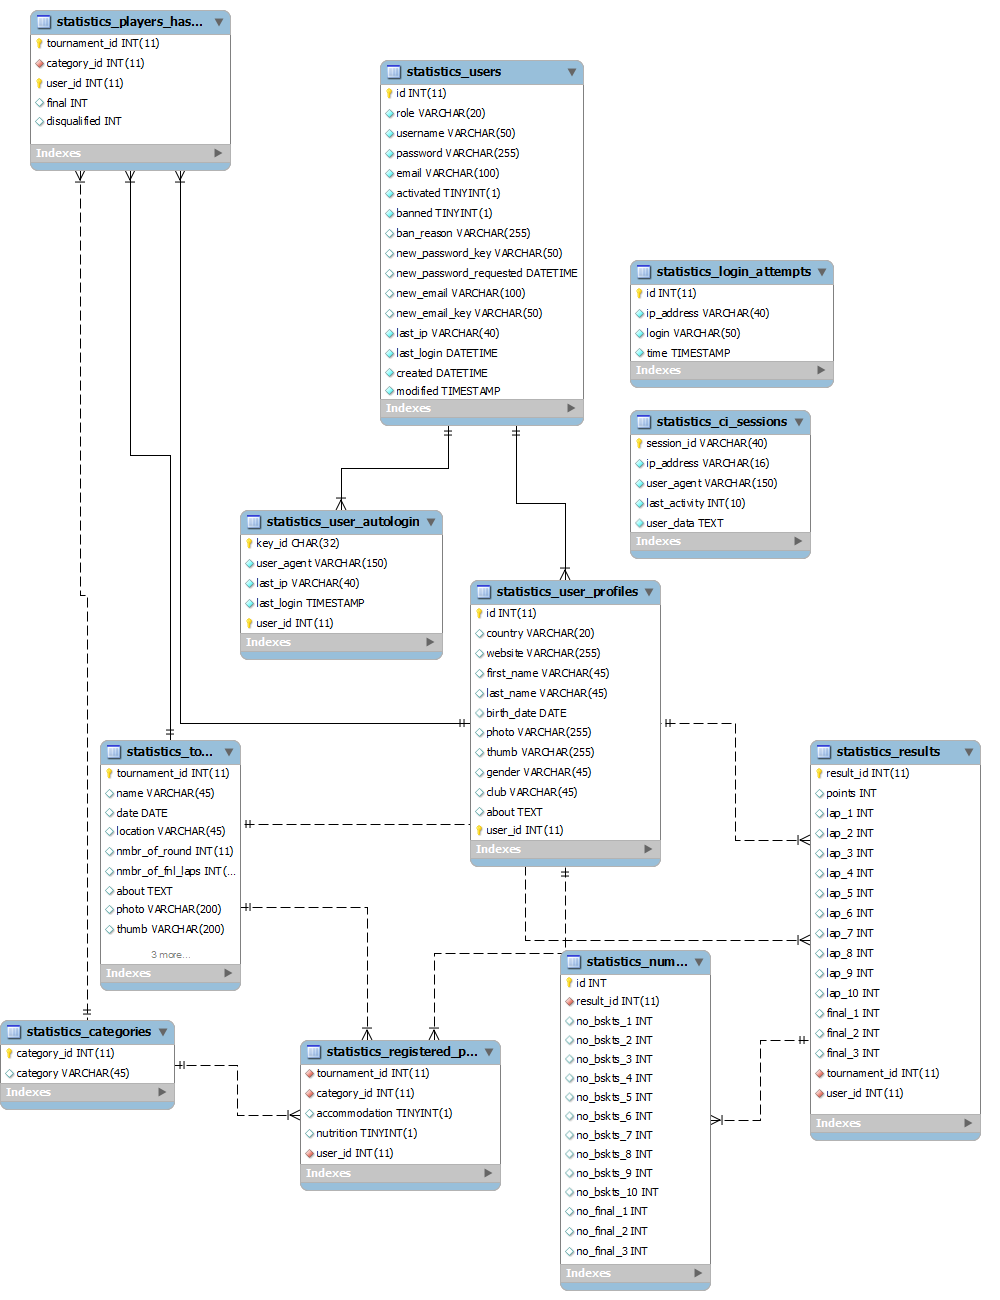 statistics_players_has...
tournament_id INT(11)
category_id INT(11)
user_id INT(11)
final INT
disqualified INT
Indexes
statistics_users
id INT(11)
role VARCHAR(20)
username VARCHAR(50)
password VARCHAR(255)
email VARCHAR(100)
activated TINYINT(1)
banned TINYINT(1)
ban_reason VARCHAR(255)
new_password_key VARCHAR(50)
new_password_requested DATETIME
new_email VARCHAR(100)
new_email_key VARCHAR(50)
last_ip VARCHAR(40)
last_login DATETIME
created DATETIME
modified TIMESTAMP
Indexes
statistics_login_attempts
id INT(11)
ip_address VARCHAR(40)
login VARCHAR(50)
time TIMESTAMP
Indexes
statistics_ci_sessions
session_id VARCHAR(40)
ip_address VARCHAR(16)
user_agent VARCHAR(150)
last_activity INT(10)
user_data TEXT
Indexes
statistics_user_autologin
key_id CHAR(32)
user_agent VARCHAR(150)
last_ip VARCHAR(40)
last_login TIMESTAMP
user_id INT(11)
Indexes
statistics_user_profiles
id INT(11)
country VARCHAR(20)
website VARCHAR(255)
first_name VARCHAR(45)
last_name VARCHAR(45)
birth_date DATE
photo VARCHAR(255)
thumb VARCHAR(255)
gender VARCHAR(45)
club VARCHAR(45)
about TEXT
user_id INT(11)
Indexes
statistics_to...
tournament_id INT(11)
name VARCHAR(45)
date DATE
location VARCHAR(45)
nmbr_of_round INT(11)
nmbr_of_fnl_laps INT(...
about TEXT
photo VARCHAR(200)
thumb VARCHAR(200)
3 more...
Indexes
statistics_results
result_id INT(11)
points INT
lap_1 INT
lap_2 INT
lap_3 INT
lap_4 INT
lap_5 INT
lap_6 INT
lap_7 INT
lap_8 INT
lap_9 INT
lap_10 INT
final_1 INT
final_2 INT
final_3 INT
tournament_id INT(11)
user_id INT(11)
Indexes
statistics_categories
category_id INT(11)
category VARCHAR(45)
Indexes
statistics_registered_p...
tournament_id INT(11)
category_id INT(11)
accommodation TINYINT(1)
nutrition TINYINT(1)
user_id INT(11)
Indexes
statistics_num...
id INT
result_id INT(11)
no_bskts_1 INT
no_bskts_2 INT
no_bskts_3 INT
no_bskts_4 INT
no_bskts_5 INT
no_bskts_6 INT
no_bskts_7 INT
no_bskts_8 INT
no_bskts_9 INT
no_bskts_10 INT
no_final_1 INT
no_final_2 INT
no_final_3 INT
Indexes